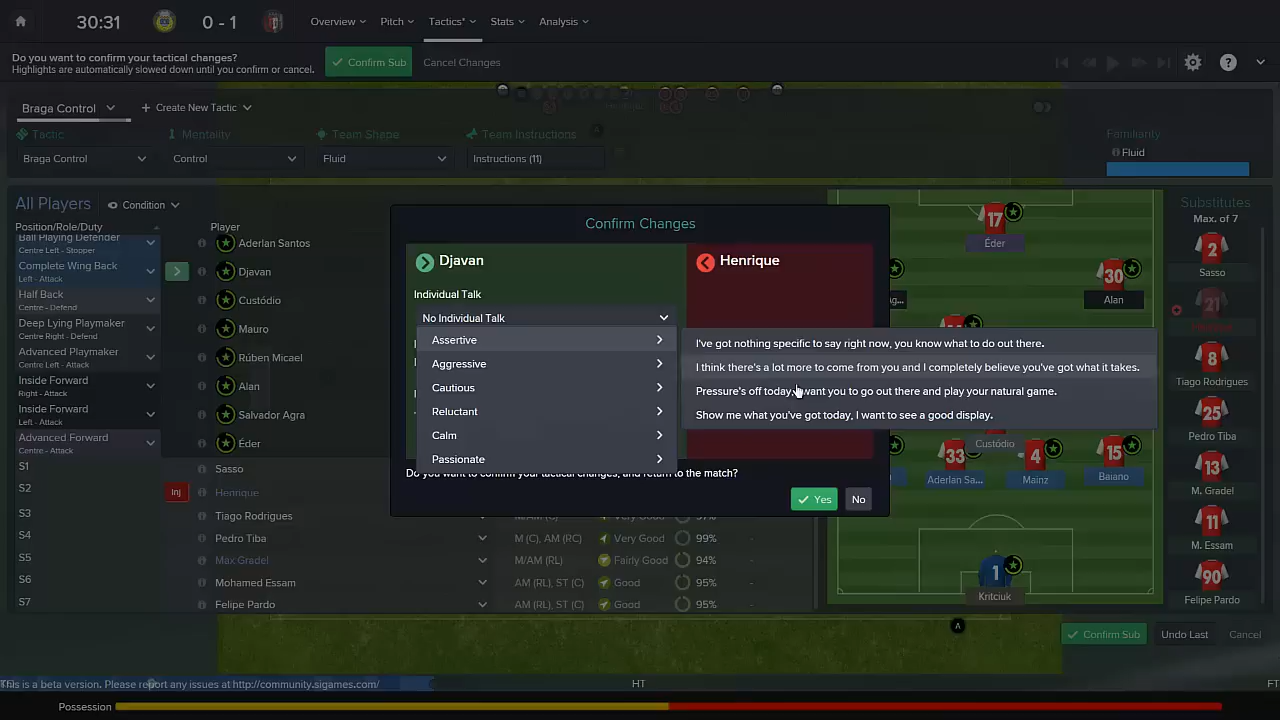 30:31
0 - 1
Overview
Pitch
Tactics*
Stats
Analysis
Do you want to confirm your tactical changes?
Highlights are automatically slowed down until you confirm or cancel.
Confirm Sub
Cancel Changes
Braga Control
+ Create New Tactic
Tactic
Mentality
Team Shape
Team Instructions
Familiarity
Braga Control
Control
Fluid
Instructions (11)
Fluid
All Players
Condition
Position/Role/Duty
Player
Ball Playing Defender
Centre Left - Stopper
Aderlan Santos
Complete Wing Back
Left - Attack
Djavan
Half Back
Centre - Defend
Custódio
Deep Lying Playmaker
Centre Right - Defend
Mauro
Advanced Playmaker
Centre Left - Attack
Rúben Micael
Inside Forward
Right - Attack
Alan
Inside Forward
Left - Attack
Salvador Agra
Advanced Forward
Centre - Attack
Éder
S1
Sasso
S2
Inj
Henrique
S3
Tiago Rodrigues
M/AM (C)
Very Good
97%
S4
Pedro Tiba
M (C), AM (RC)
Very Good
99%
-
S5
Max Gradel
M/AM (RL)
Fairly Good
94%
-
S6
Mohamed Essam
AM (RL), ST (C)
Good
95%
-
S7
Felipe Pardo
AM (RL), ST (C)
Good
95%
-
Confirm Changes
Djavan
Henrique
Individual Talk
No Individual Talk
Assertive
Aggressive
Cautious
Reluctant
Calm
Passionate
I've got nothing specific to say right now, you know what to do out there.
I think there's a lot more to come from you and I completely believe you've got what it takes.
Pressure's off today, want you to go out there and play your natural game.
Show me what you've got today, I want to see a good display.
Do you want to confirm your tactical changes, and return to the match?
Yes
No
17
Éder
30
Alan
Custódio
33
Aderlan Sa...
4
Mainz
15
Baiano
1
Kritciuk
Substitutes
Max. of 7
2
Sasso
21
8
Tiago Rodrigues
25
Pedro Tiba
13
M. Gradel
11
M. Essam
90
Felipe Pardo
A
Confirm Sub
Undo Last
Cancel
This is a beta version. Please report any issues at http://community.sigames.com/
HT
FT
Possession